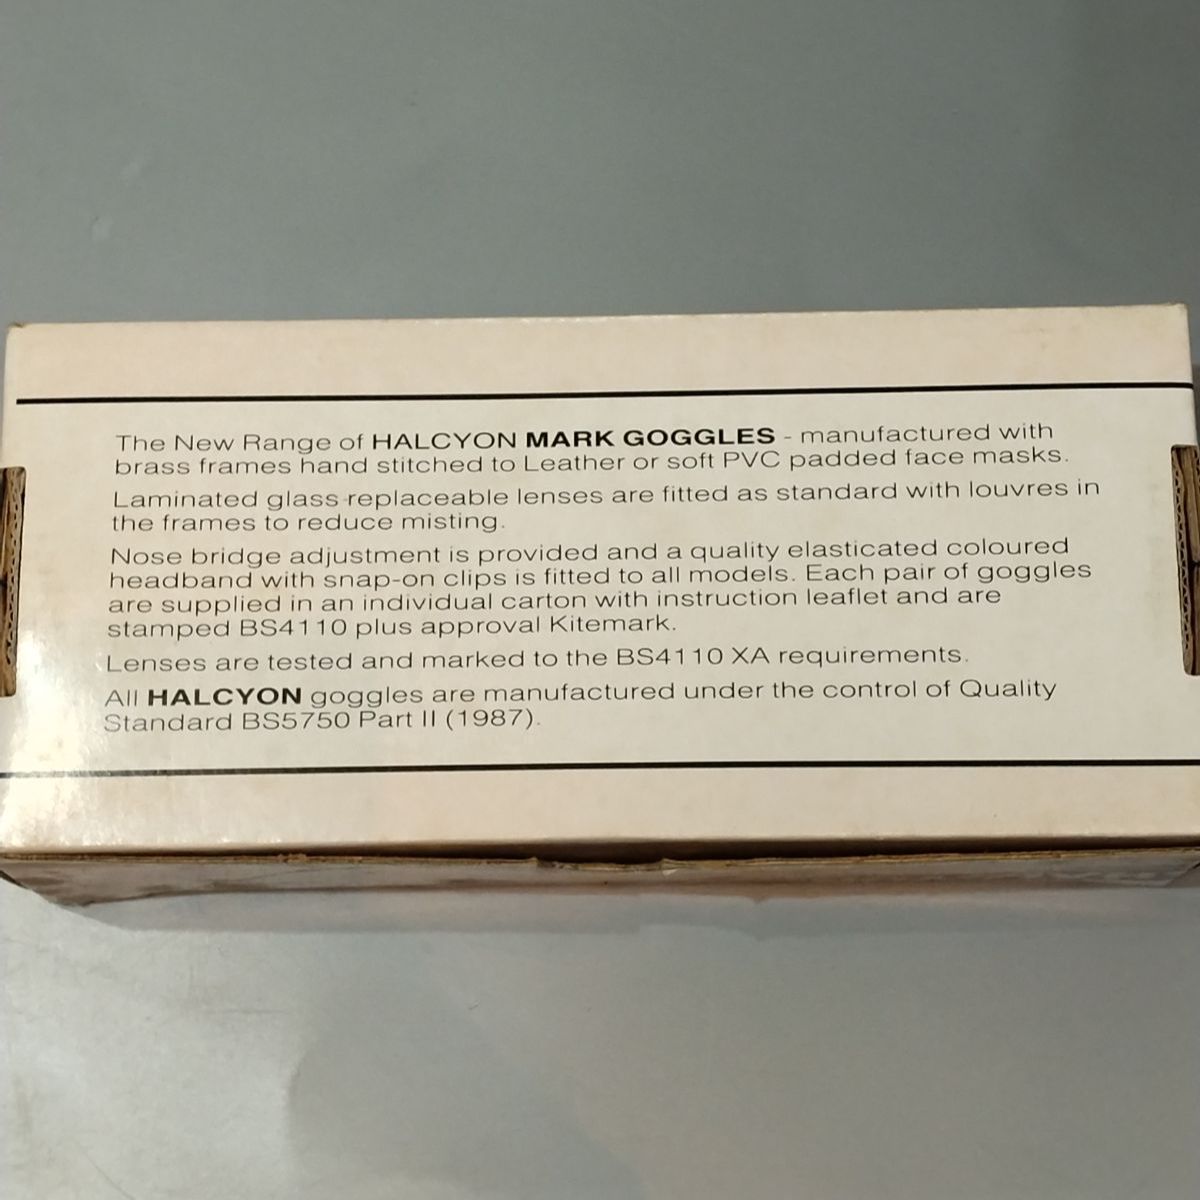 The New Range of HALCYON MARK GOGGLES - manufactured with
brass frames hand stitched to Leather or soft PVC padded face masks.
Laminated glass replaceable lenses are fitted as standard with louvres in
the frames to reduce misting.
Nose bridge adjustment is provided and a quality elasticated coloured
headband with snap-on clips is fitted to all models. Each pair of goggles
are supplied in an individual carton with instruction leaflet and are
stamped BS4110 plus approval Kitemark.
Lenses are tested and marked to the BS4110 XA requirements.
All HALCYON goggles are manufactured under the control of Quality
Standard BS5750 Part II (1987).